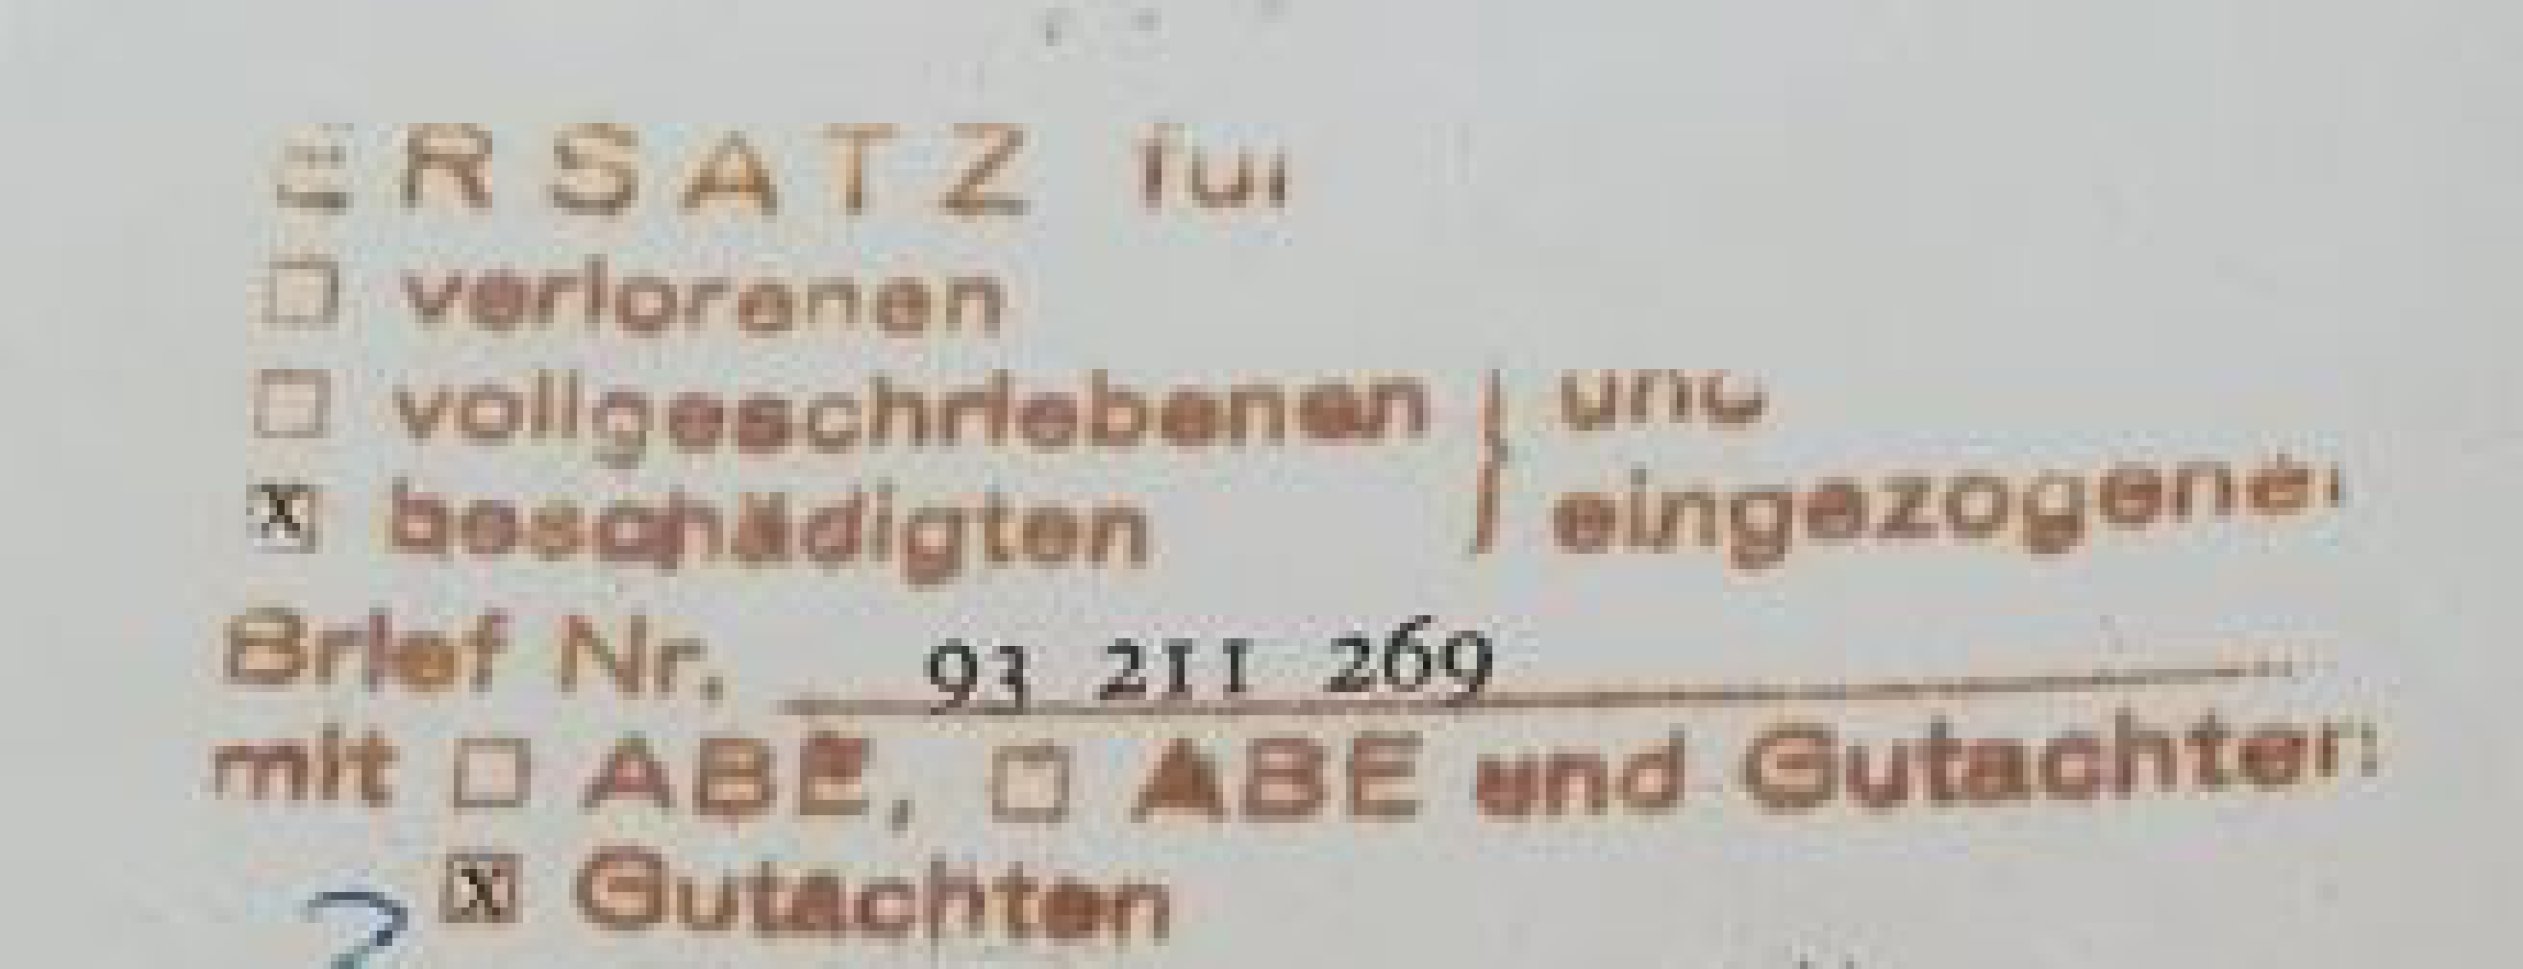 ERSATZ für
☐ verlorenen
☐ vollgeschriebenen } und
☒ beschädigten } eingezogenen
Brief Nr. 93 211 269
mit ☐ ABE, ☐ ABE und Gutachten
☒ Gutachten